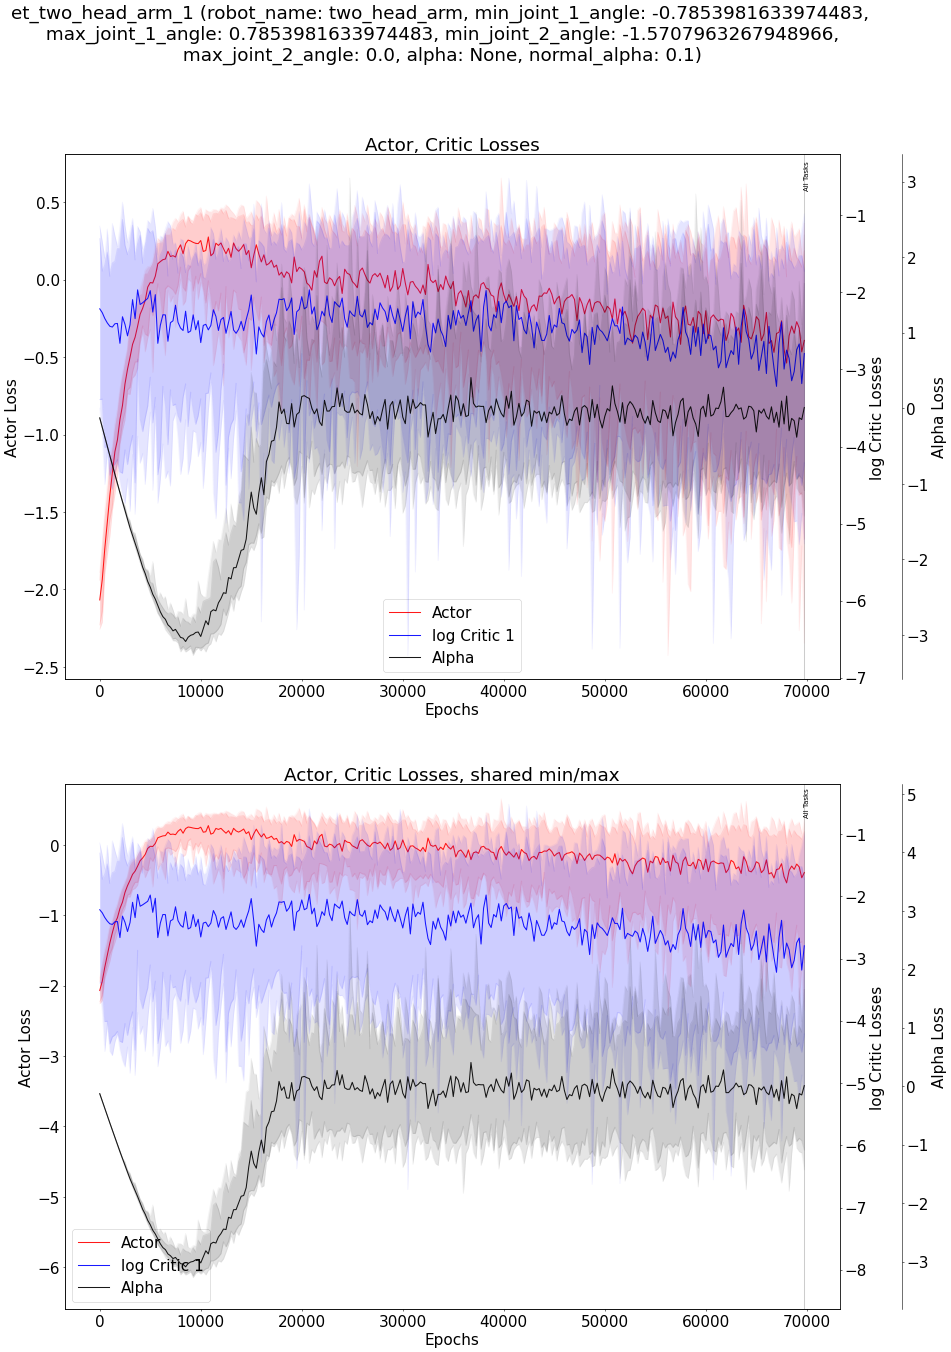 et_two_head_arm_1 (robot_name: two_head_arm, min_joint_1_angle: -0.7853981633974483,
max_joint_1_angle: 0.7853981633974483, min_joint_2_angle: -1.5707963267948966,
max_joint_2_angle: 0.0, alpha: None, normal_alpha: 0.1)
Actor, Critic Losses
All Tasks
0.5
0.0
−0.5
−1.0
−1.5
−2.0
−2.5
Actor Loss
−1
−2
−3
−4
−5
−6
−7
log Critic Losses
3
2
1
0
−1
−2
−3
Alpha Loss
Actor
log Critic 1
Alpha
0 10000 20000 30000 40000 50000 60000 70000
Epochs
Actor, Critic Losses, shared min/max
All Tasks
0
−1
−2
−3
−4
−5
−6
Actor Loss
−1
−2
−3
−4
−5
−6
−7
−8
log Critic Losses
5
4
3
2
1
0
−1
−2
−3
Alpha Loss
Actor
log Critic 1
Alpha
0 10000 20000 30000 40000 50000 60000 70000
Epochs